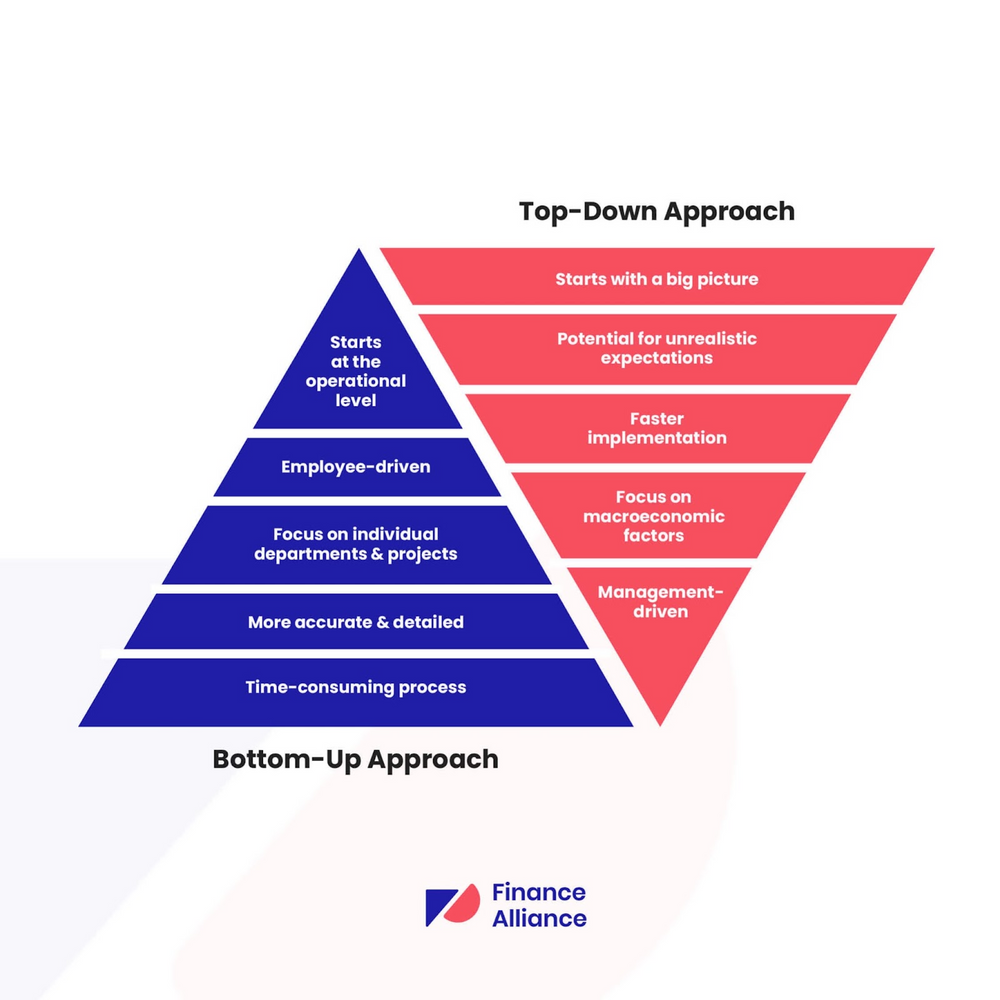 Top-Down Approach
Starts with a big picture
Potential for unrealistic
expectations
Faster
implementation
Focus on
macroeconomic
factors
Management-
driven
Starts
at the
operational
level
Employee-driven
Focus on individual
departments & projects
More accurate & detailed
Time-consuming process
Bottom-Up Approach
Finance
Alliance